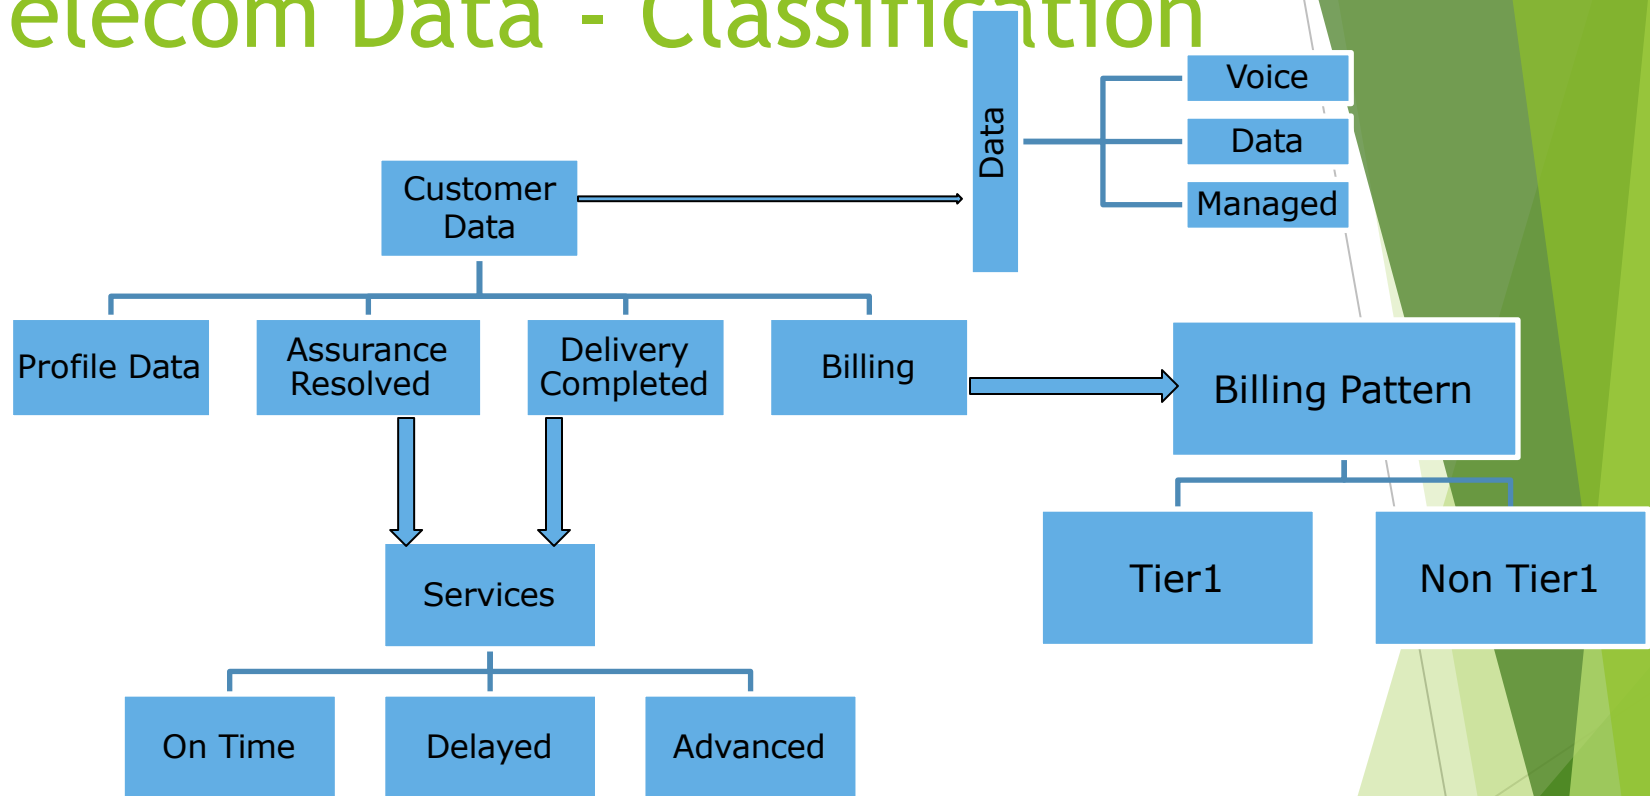 elecom Data - Classification
Data
Voice
Data
Managed
Customer
Data
Profile Data
Assurance
Resolved
Delivery
Completed
Billing
Billing Pattern
Tier1
Non Tier1
Services
On Time
Delayed
Advanced